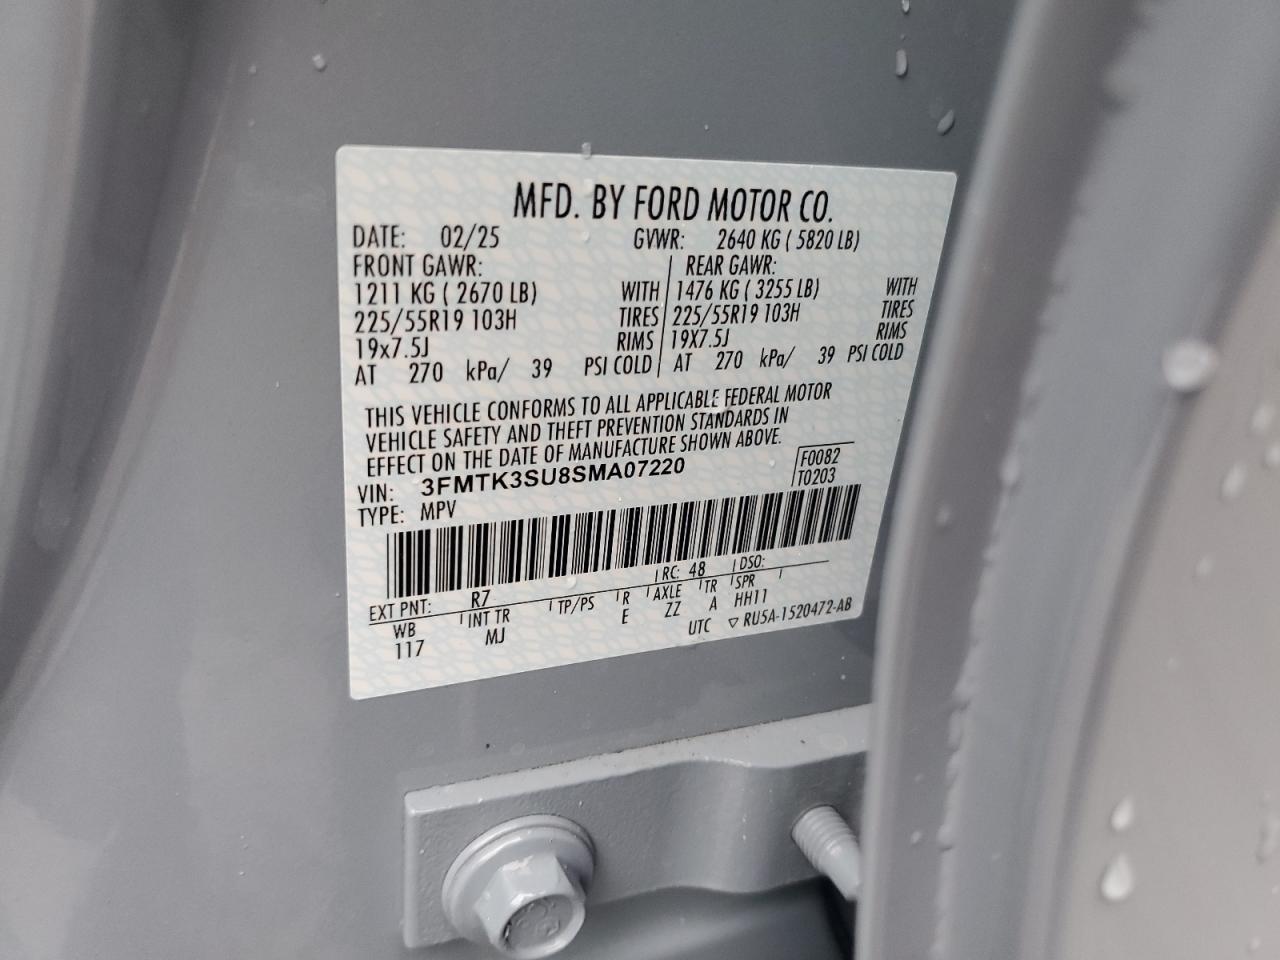 MFD. BY FORD MOTOR CO.
DATE: 02/25 GVWR: 2640 KG ( 5820 LB)
FRONT GAWR: REAR GAWR:
1211 KG ( 2670 LB) WITH 1476 KG ( 3255 LB) WITH
225/55R19 103H TIRES 225/55R19 103H TIRES
19x7.5J RIMS 19X7.5J RIMS
AT 270 kPa/ 39 PSI COLD AT 270 kPa/ 39 PSI COLD
THIS VEHICLE CONFORMS TO ALL APPLICABLE FEDERAL MOTOR
VEHICLE SAFETY AND THEFT PREVENTION STANDARDS IN
EFFECT ON THE DATE OF MANUFACTURE SHOWN ABOVE.
VIN: 3FMTK3SU8SMA07220 F0082
TYPE: MPV T0203
EXT PNT: R7 RC: 48 DSO:
WB INT TR TP/PS R AXLE TR SPR
117 MJ E ZZ A HH11
UTC ▽ RU5A-1520472-AB